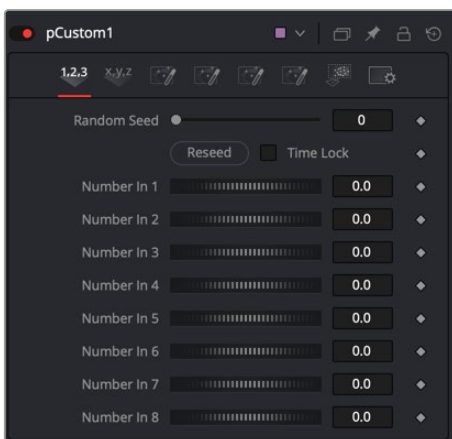 pCustom1
1,2,3 x,y,z
Random Seed 0
Reseed Time Lock
Number In 1 0.0
Number In 2 0.0
Number In 3 0.0
Number In 4 0.0
Number In 5 0.0
Number In 6 0.0
Number In 7 0.0
Number In 8 0.0